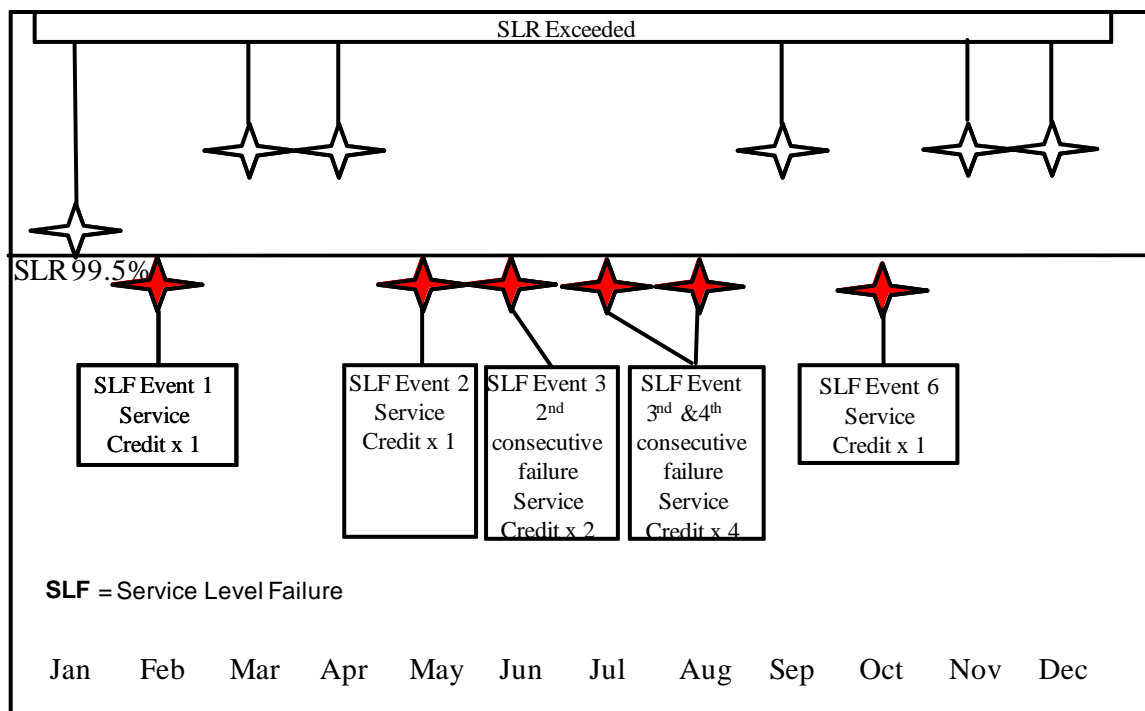 SLR Exceeded
SLR 99.5%
SLF Event 1
Service
Credit x 1
SLF Event 2
Service
Credit x 1
SLF Event 3
2nd
consecutive
failure
Service
Credit x 2
SLF Event
3nd &4th
consecutive
failure
Service
Credit x 4
SLF Event 6
Service
Credit x 1
SLF = Service Level Failure
Jan Feb Mar Apr May Jun Jul Aug Sep Oct Nov Dec